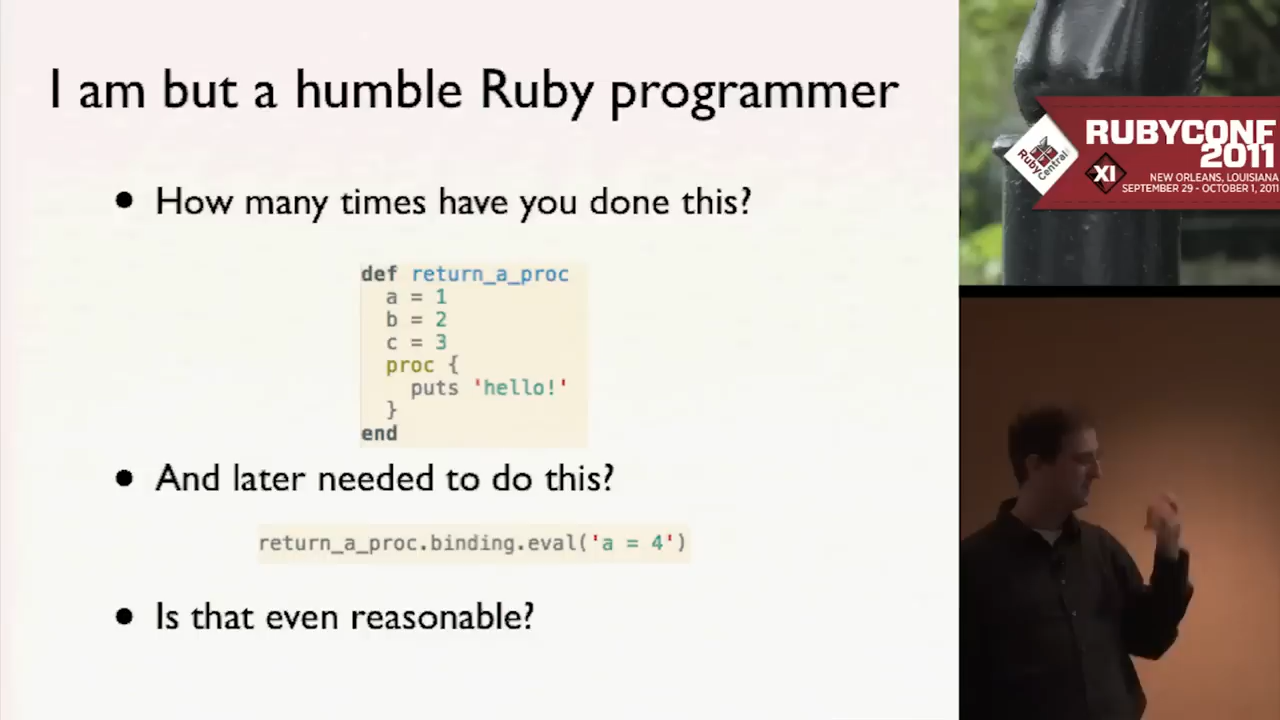 I am but a humble Ruby programmer
• How many times have you done this?
def return_a_proc
  a = 1
  b = 2
  c = 3
  proc {
    puts 'hello!'
  }
end
• And later needed to do this?
return_a_proc.binding.eval('a = 4')
• Is that even reasonable?
RubyCentral
XI
RUBYCONF
2011
NEW ORLEANS, LOUISIANA
SEPTEMBER 29 - OCTOBER 1, 2011